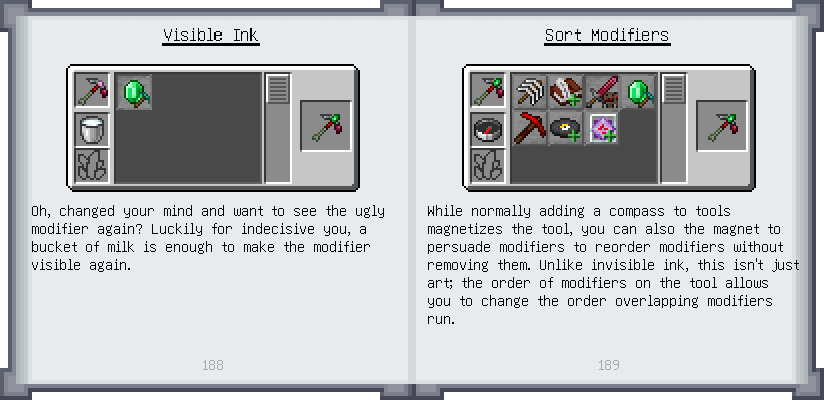 Visible Ink
Oh, changed your mind and want to see the ugly
modifier again? Luckily for indecisive you, a
bucket of milk is enough to make the modifier
visible again.
188
Sort Modifiers
While normally adding a compass to tools
magnetizes the tool, you can also the magnet to
persuade modifiers to reorder modifiers without
removing them. Unlike invisible ink, this isn't just
art; the order of modifiers on the tool allows
you to change the order overlapping modifiers
run.
189